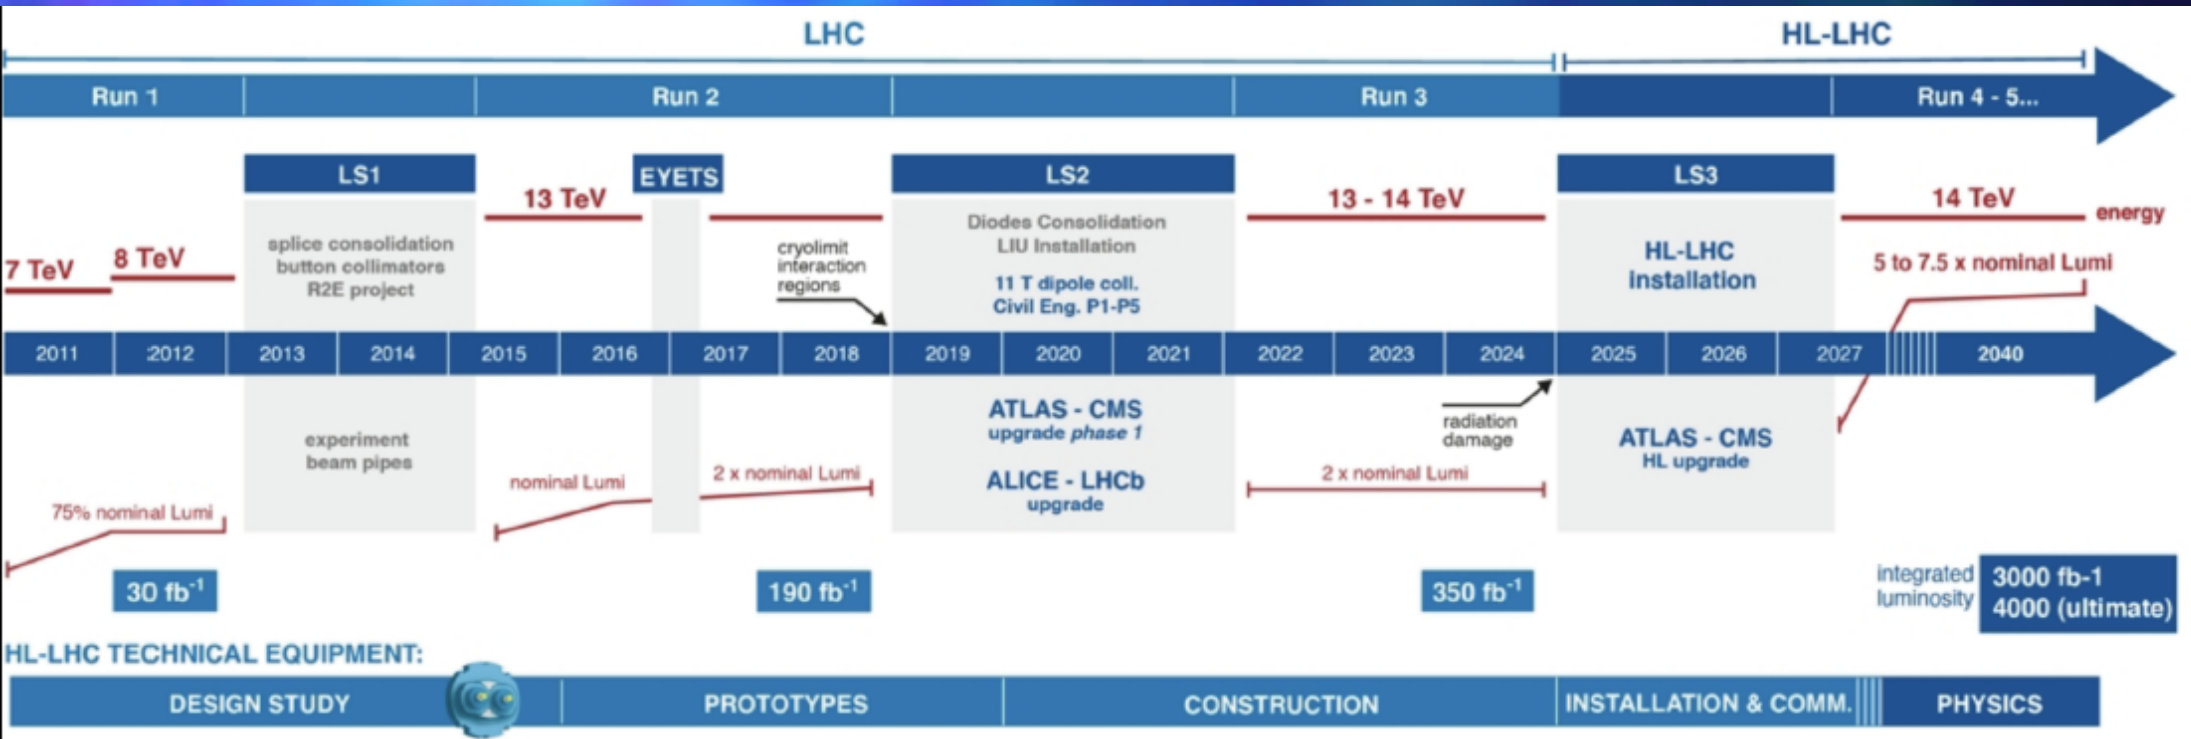 LHC
HL-LHC
Run 1
Run 2
Run 3
Run 4 - 5...
LS1
EYETS
LS2
LS3
13 TeV
13 - 14 TeV
14 TeV
energy
7 TeV
8 TeV
splice consolidation
button collimators
R2E project
cryolimit
interaction
regions
Diodes Consolidation
LIU Installation
11 T dipole coll.
Civil Eng. P1-P5
HL-LHC
installation
5 to 7.5 x nominal Lumi
2011
2012
2013
2014
2015
2016
2017
2018
2019
2020
2021
2022
2023
2024
2025
2026
2027
2040
experiment
beam pipes
ATLAS - CMS
upgrade phase 1
ALICE - LHCb
upgrade
radiation
damage
ATLAS - CMS
HL upgrade
75% nominal Lumi
nominal Lumi
2 x nominal Lumi
2 x nominal Lumi
30 fb⁻¹
190 fb⁻¹
350 fb⁻¹
integrated
luminosity
3000 fb-1
4000 (ultimate)
HL-LHC TECHNICAL EQUIPMENT:
DESIGN STUDY
PROTOTYPES
CONSTRUCTION
INSTALLATION & COMM.
PHYSICS